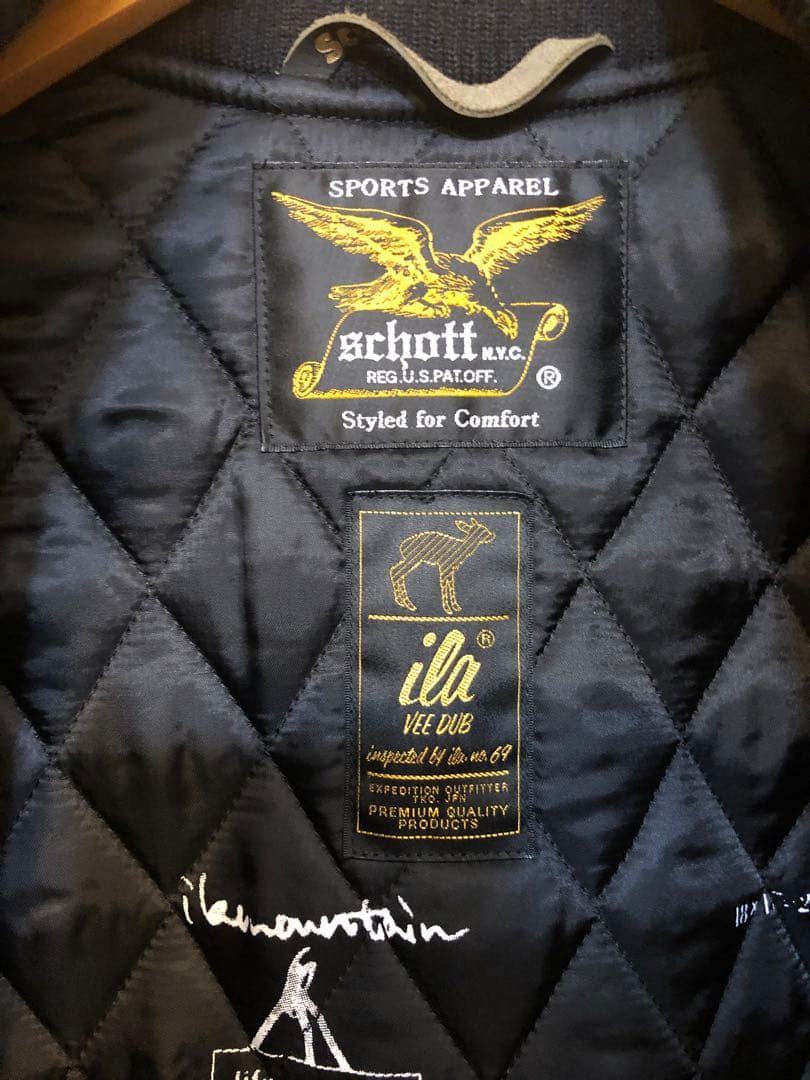 SPORTS APPAREL
schott N.Y.C.
REG.U.S.PAT.OFF.
®
Styled for Comfort
ila®
VEE DUB
inspected by ila. no. 69
EXPEDITION OUTFITTER
TKO. JPN
PREMIUM QUALITY
PRODUCTS
ilamountain